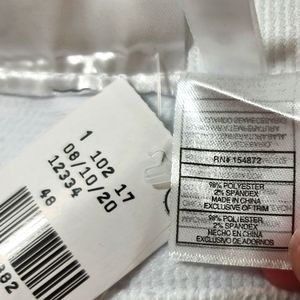 1 102 17
08/10/20
12334
48
RN# 154872
98% POLYESTER
2% SPANDEX
MADE IN CHINA
EXCLUSIVE OF TRIM
98% POLYESTER
2% SPANDEX
HECHO EN CHINA
EXCLUSIVO DE ADORNOS